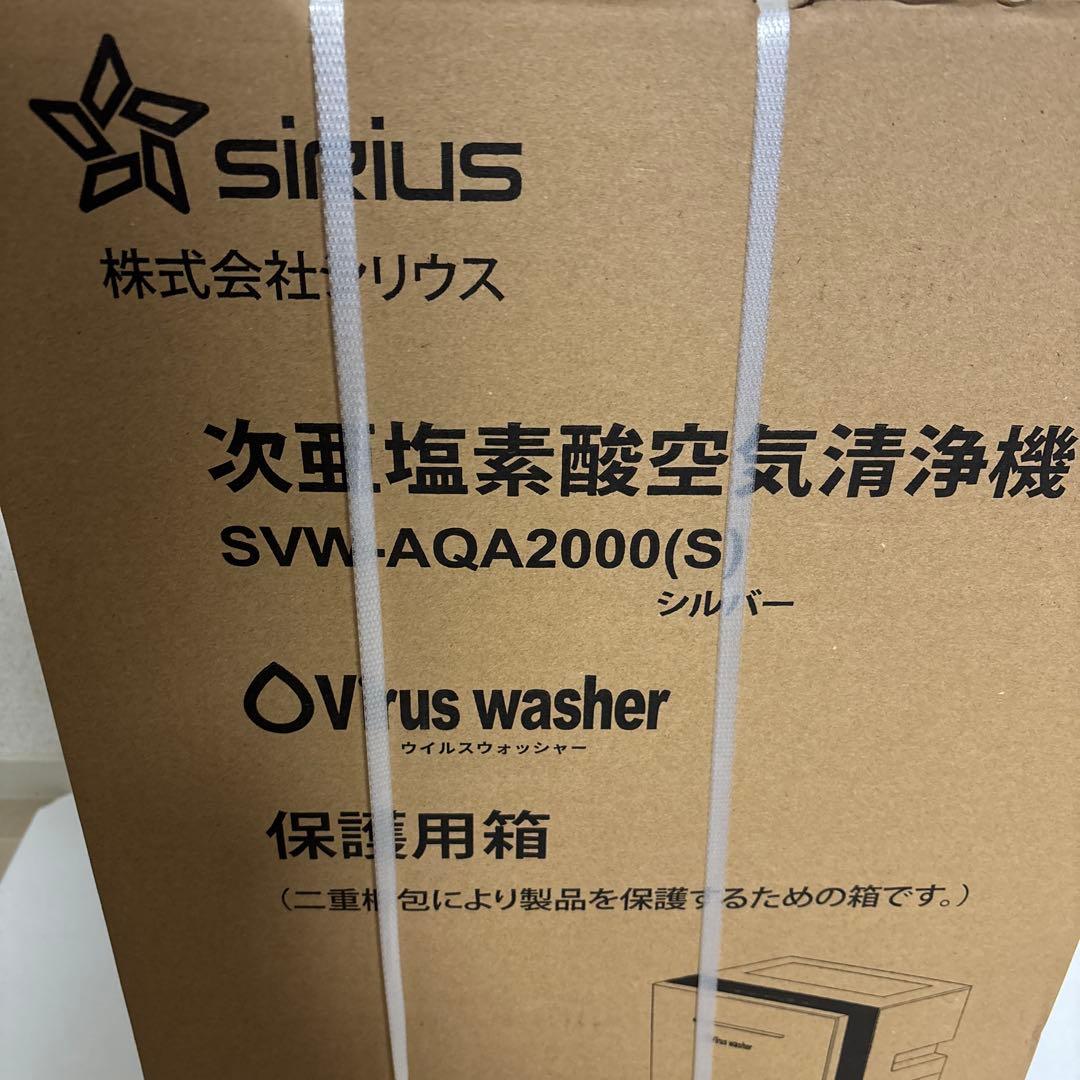 sirius
株式会社シリウス
次亜塩素酸空気清浄機
SVW-AQA2000(S)
シルバー
Virus washer
ウイルスウォッシャー
保護用箱
（二重梱包により製品を保護するための箱です。）
Virus washer